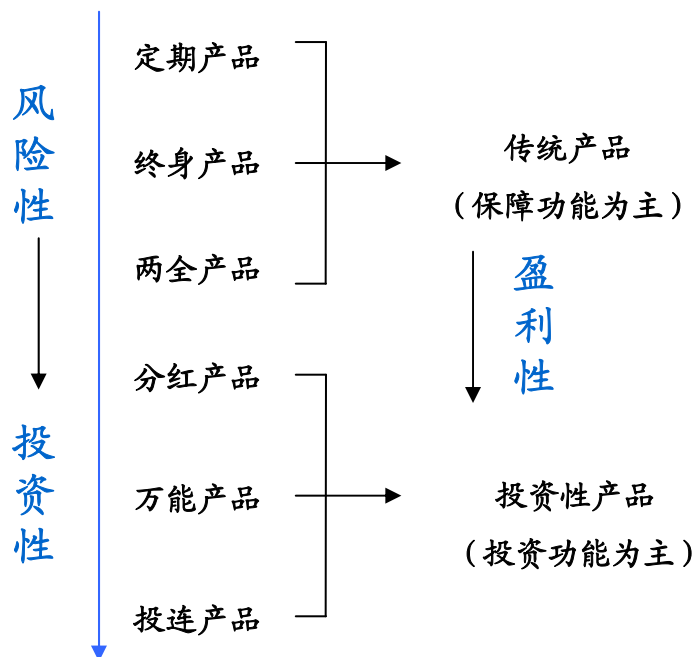 风险性
投资性
定期产品
终身产品
两全产品
分红产品
万能产品
投连产品
传统产品
（保障功能为主）
盈利性
投资性产品
（投资功能为主）